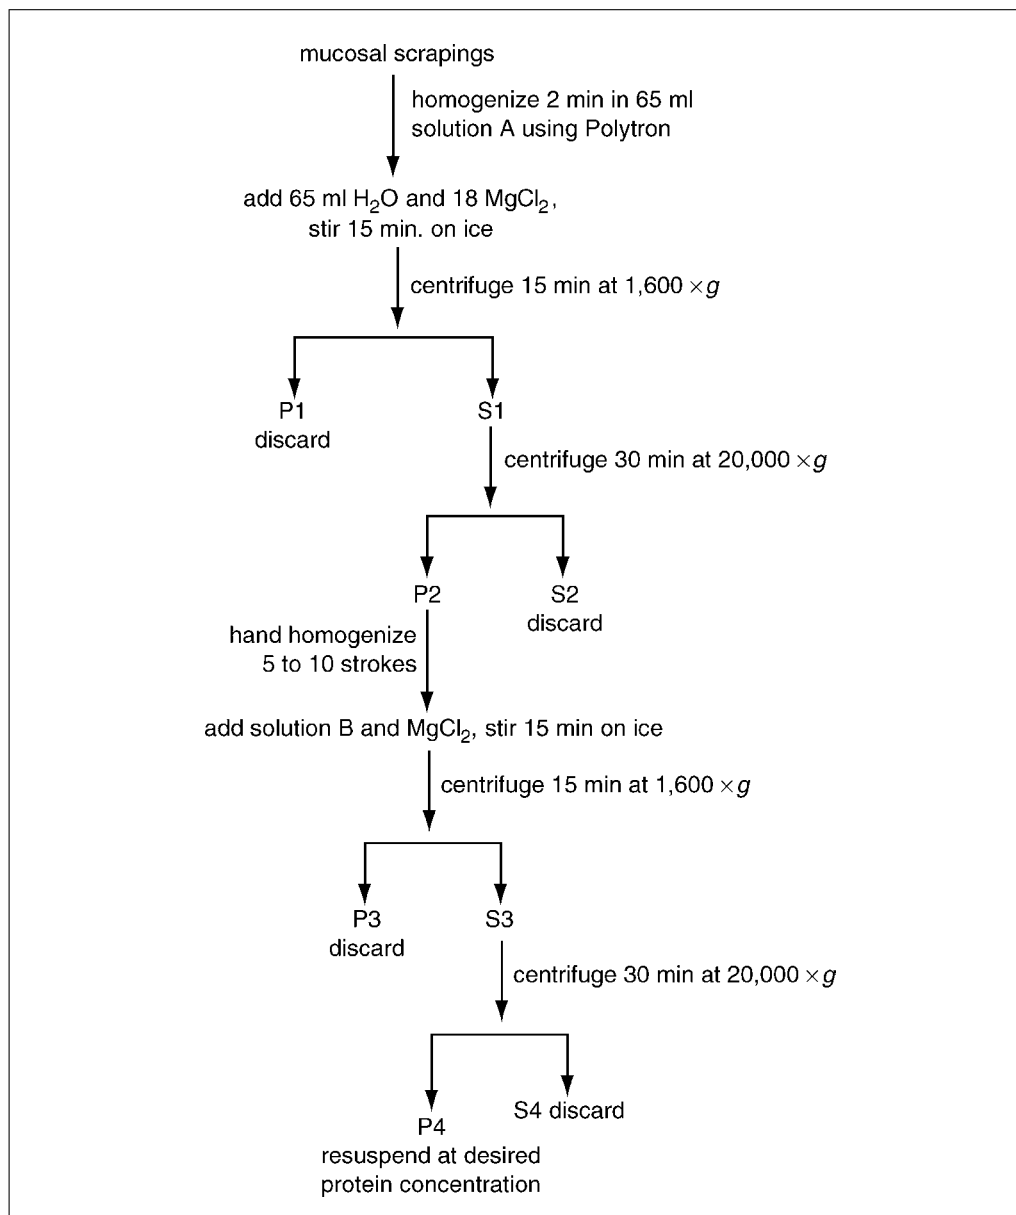 mucosal scrapings
homogenize 2 min in 65 ml
solution A using Polytron
add 65 ml H₂O and 18 MgCl₂,
stir 15 min. on ice
centrifuge 15 min at 1,600 ×g
P1
discard
S1
centrifuge 30 min at 20,000 ×g
P2
S2
discard
hand homogenize
5 to 10 strokes
add solution B and MgCl₂, stir 15 min on ice
centrifuge 15 min at 1,600 ×g
P3
discard
S3
centrifuge 30 min at 20,000 ×g
P4
S4 discard
resuspend at desired
protein concentration